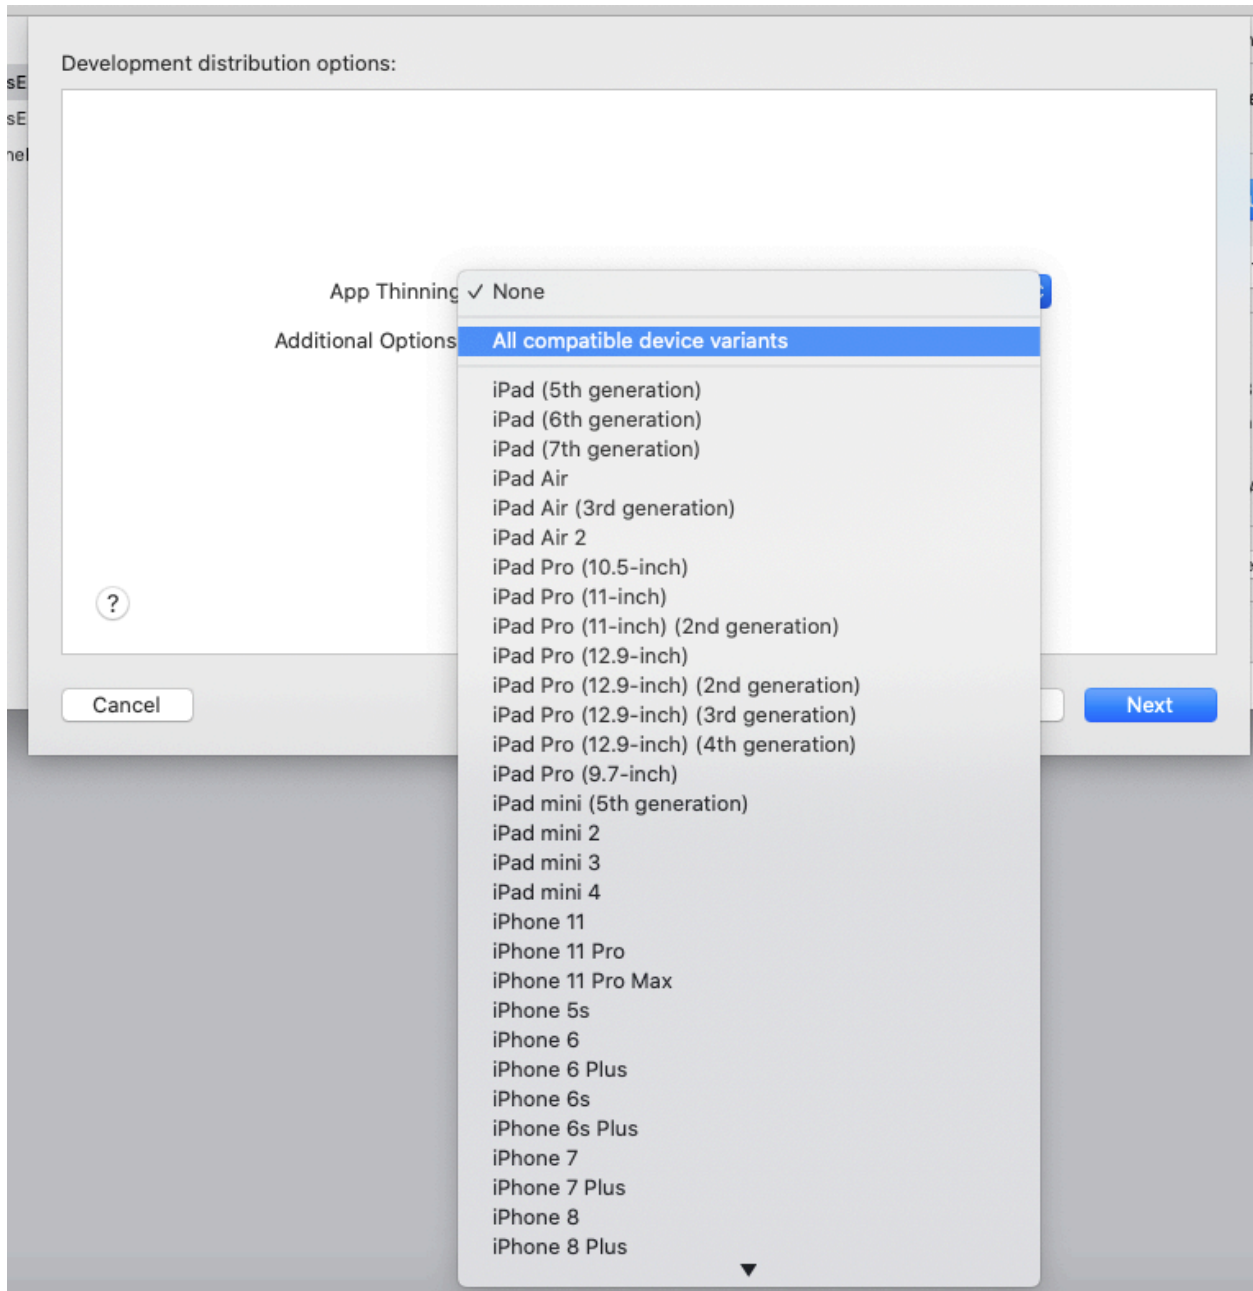 Development distribution options:
sE
sE
nel
App Thinning ✓ None
Additional Options All compatible device variants
iPad (5th generation)
iPad (6th generation)
iPad (7th generation)
iPad Air
iPad Air (3rd generation)
iPad Air 2
iPad Pro (10.5-inch)
iPad Pro (11-inch)
iPad Pro (11-inch) (2nd generation)
iPad Pro (12.9-inch)
iPad Pro (12.9-inch) (2nd generation)
iPad Pro (12.9-inch) (3rd generation)
iPad Pro (12.9-inch) (4th generation)
iPad Pro (9.7-inch)
iPad mini (5th generation)
iPad mini 2
iPad mini 3
iPad mini 4
iPhone 11
iPhone 11 Pro
iPhone 11 Pro Max
iPhone 5s
iPhone 6
iPhone 6 Plus
iPhone 6s
iPhone 6s Plus
iPhone 7
iPhone 7 Plus
iPhone 8
iPhone 8 Plus
?
Cancel
Next